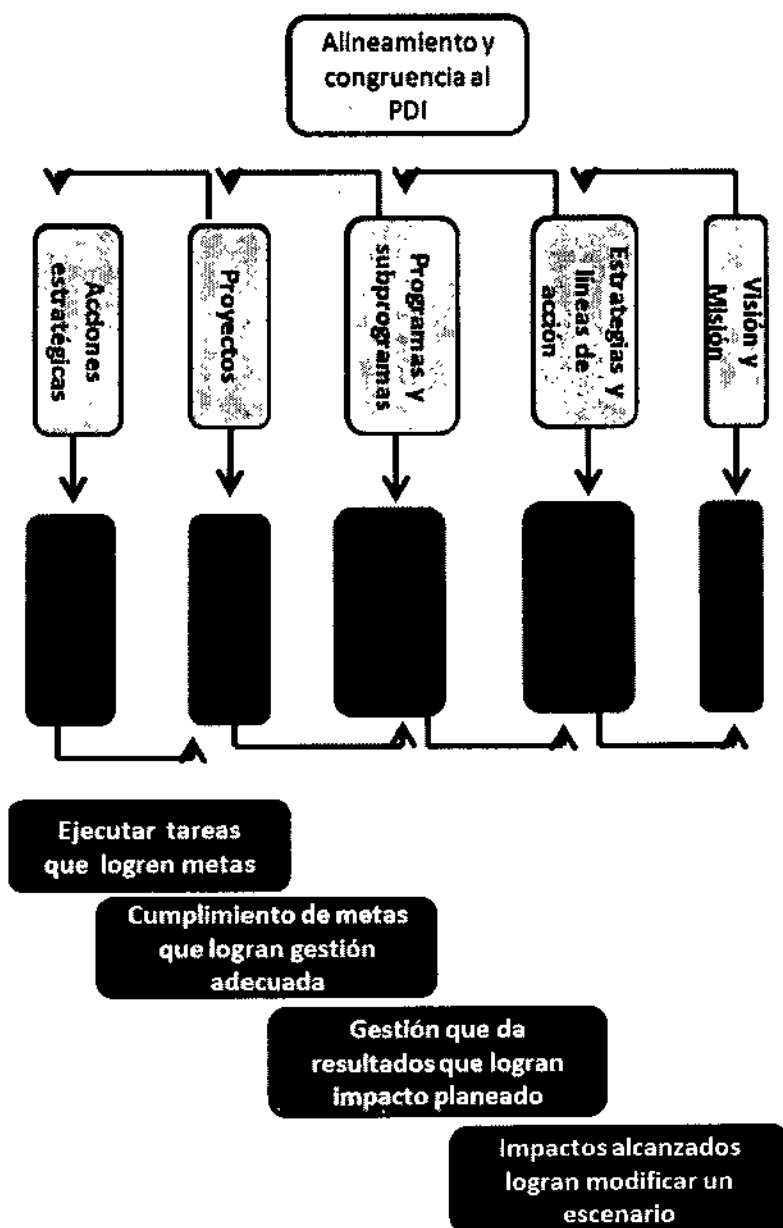 Alineamiento y
congruencia al
PDI
Acciones
estratégicas
Proyectos
Programas y
subprogramas
Estrategias y
líneas de
acción
Visión y
Misión
Ejecutar tareas
que logren metas
Cumplimiento de metas
que logran gestión
adecuada
Gestión que da
resultados que logran
impacto planeado
Impactos alcanzados
logran modificar un
escenario